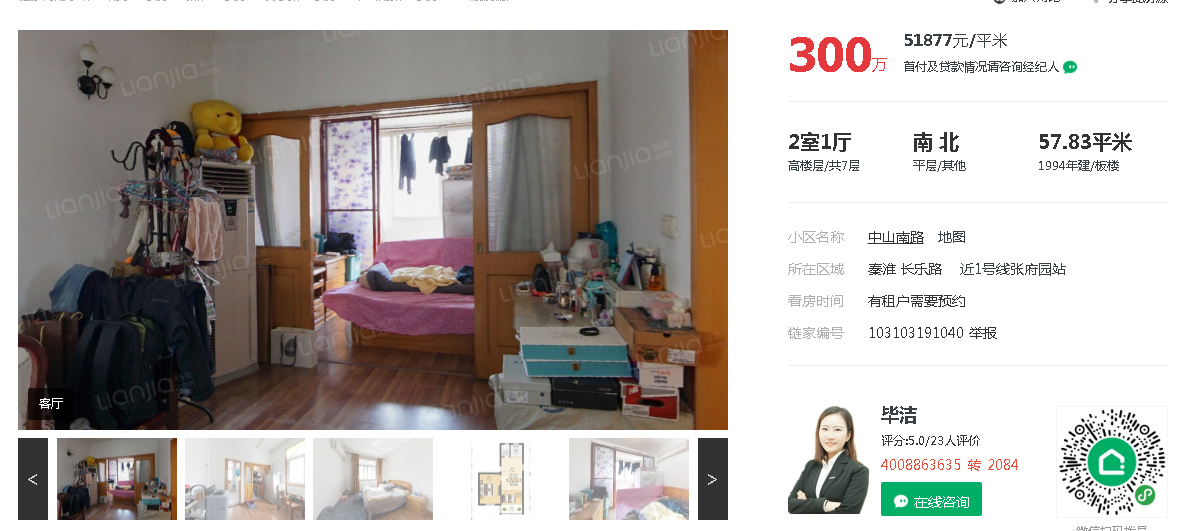 300万
51877元/平米
首付及贷款情况请咨询经纪人
2室1厅
高楼层/共7层
南 北
平层/其他
57.83平米
1994年建/板楼
小区名称 中山南路 地图
所在区域 秦淮 长乐路 近1号线张府园站
看房时间 有租户需要预约
链家编号 103103191040 举报
Lianjia.com
客厅
<
>
毕洁
评分:5.0/23人评价
4008863635 转 2084
在线咨询